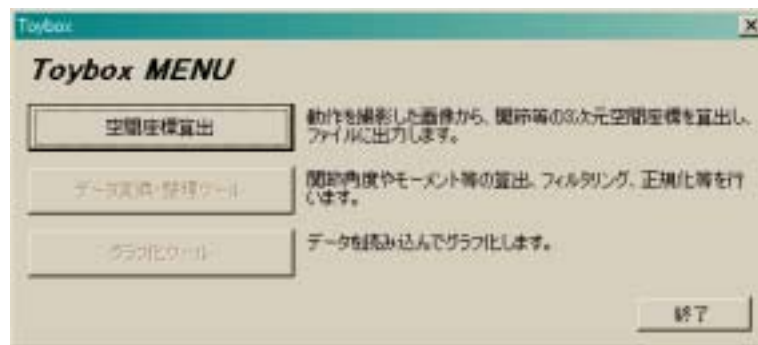 Toybox
Toybox MENU
空間座標算出
動作を撮影した画像から、関節等の3次元空間座標を算出し、
ファイルに出力します。
データ変換・整理ツール
関節角度やモーメント等の算出、フィルタリング、正規化等を行
います。
グラフ化ツール
データを読み込んでグラフ化します。
終了